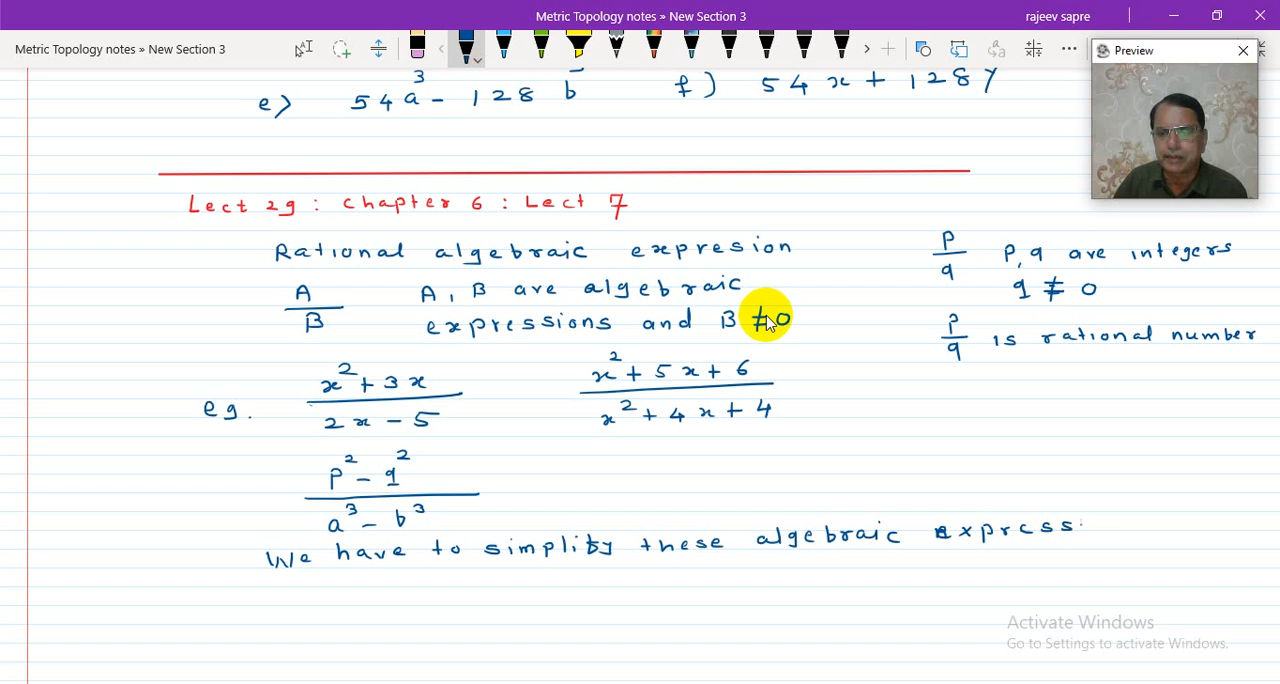 Metric Topology notes » New Section 3
rajeev sapre
Metric Topology notes » New Section 3
Preview
e) 54a³ - 128 b
f) 54x + 128y
Lect 29 : Chapter 6 : Lect 7
Rational algebraic expresion
A/B A, B are algebraic
expressions and B ≠ 0
p/q p, q are integers
q ≠ 0
p/q is rational number
eg. (x² + 3x)/(2x - 5) (x² + 5x + 6)/(x² + 4x + 4)
(p² - q²)/(a³ - b³)
We have to simplify these algebraic express
Activate Windows
Go to Settings to activate Windows.